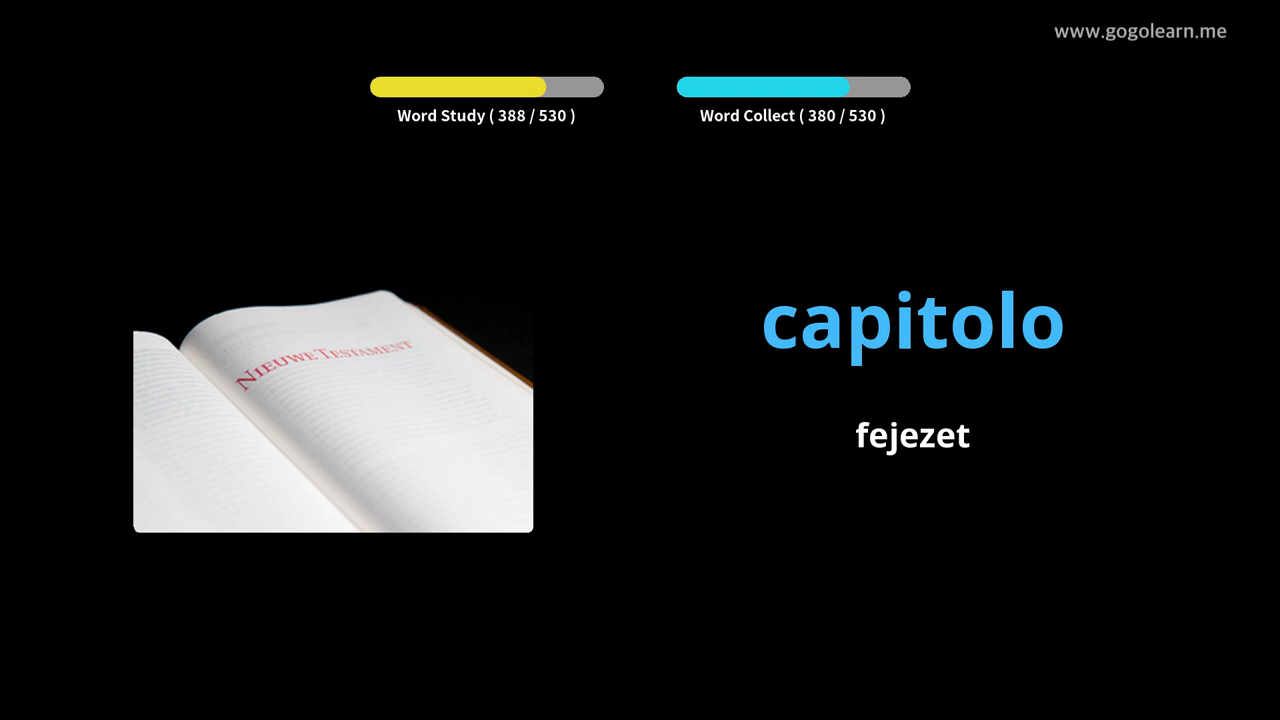 www.gogolearn.me
Word Study ( 388 / 530 )
Word Collect ( 380 / 530 )
NIEUWE TESTAMENT
capitolo
fejezet